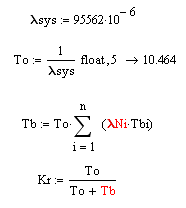 λsys := 95562·10^-6
To := 1/λsys float,5 → 10.464
Tb := To·∑_{i = 1}^{n} (λNi·Tbi)
Kr := To/(To + Tb)